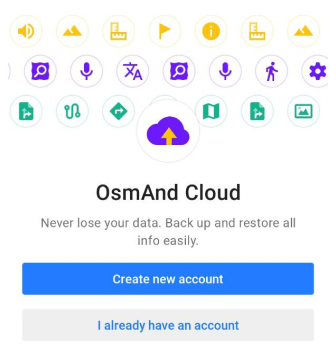 OsmAnd Cloud
Never lose your data. Back up and restore all
info easily.
Create new account
I already have an account